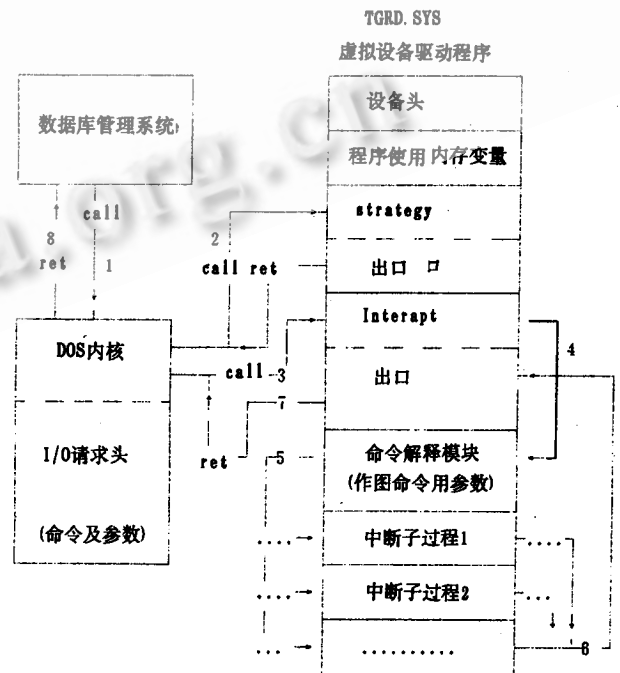 TGRD. SYS
虚拟设备驱动程序
设备头
数据库管理系统
程序使用内存变量
call
strategy
8
2
ret
1
call ret
出口 口
DOS内核
Interapt
4
call
3
出口
7
I/O请求头
ret
5
命令解释模块
(作图命令用参数)
(命令及参数)
....
中断子过程1
.....
....
中断子过程2
...
...
..........
6
a.org.cn